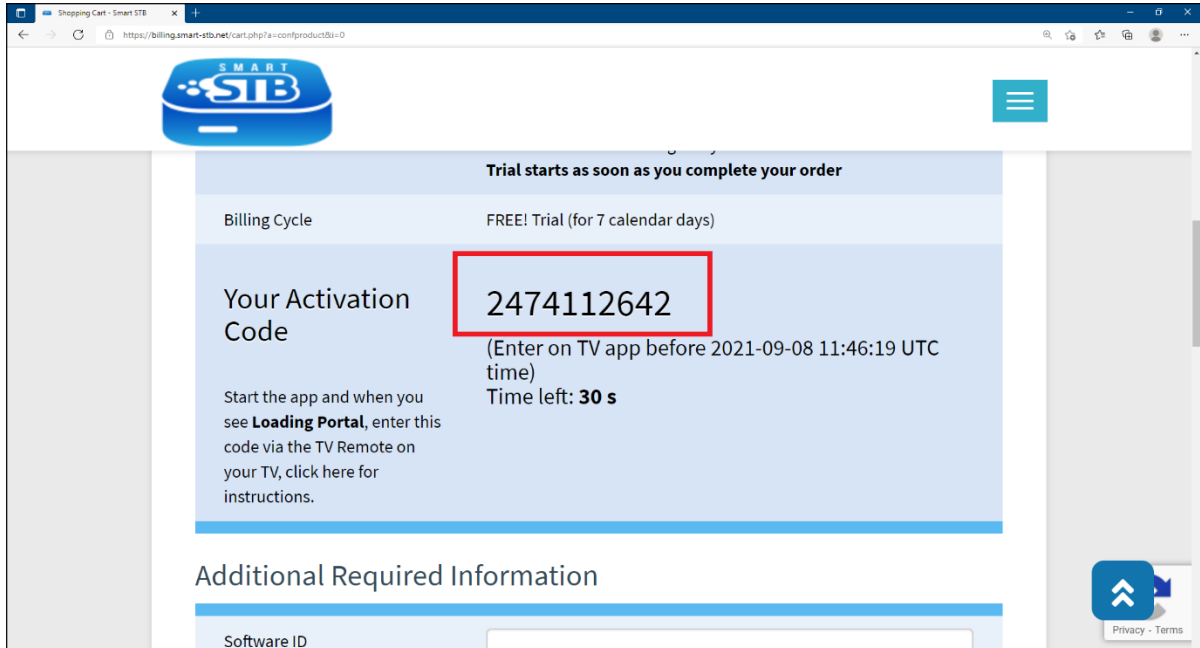 Shopping Cart - Smart STB
https://billing.smart-stb.net/cart.php?a=confproduct&i=0
SMART
STB
Trial starts as soon as you complete your order
Billing Cycle
FREE! Trial (for 7 calendar days)
Your Activation
Code
2474112642
(Enter on TV app before 2021-09-08 11:46:19 UTC
time)
Time left: 30 s
Start the app and when you
see Loading Portal, enter this
code via the TV Remote on
your TV, click here for
instructions.
Additional Required Information
Software ID
Privacy - Terms